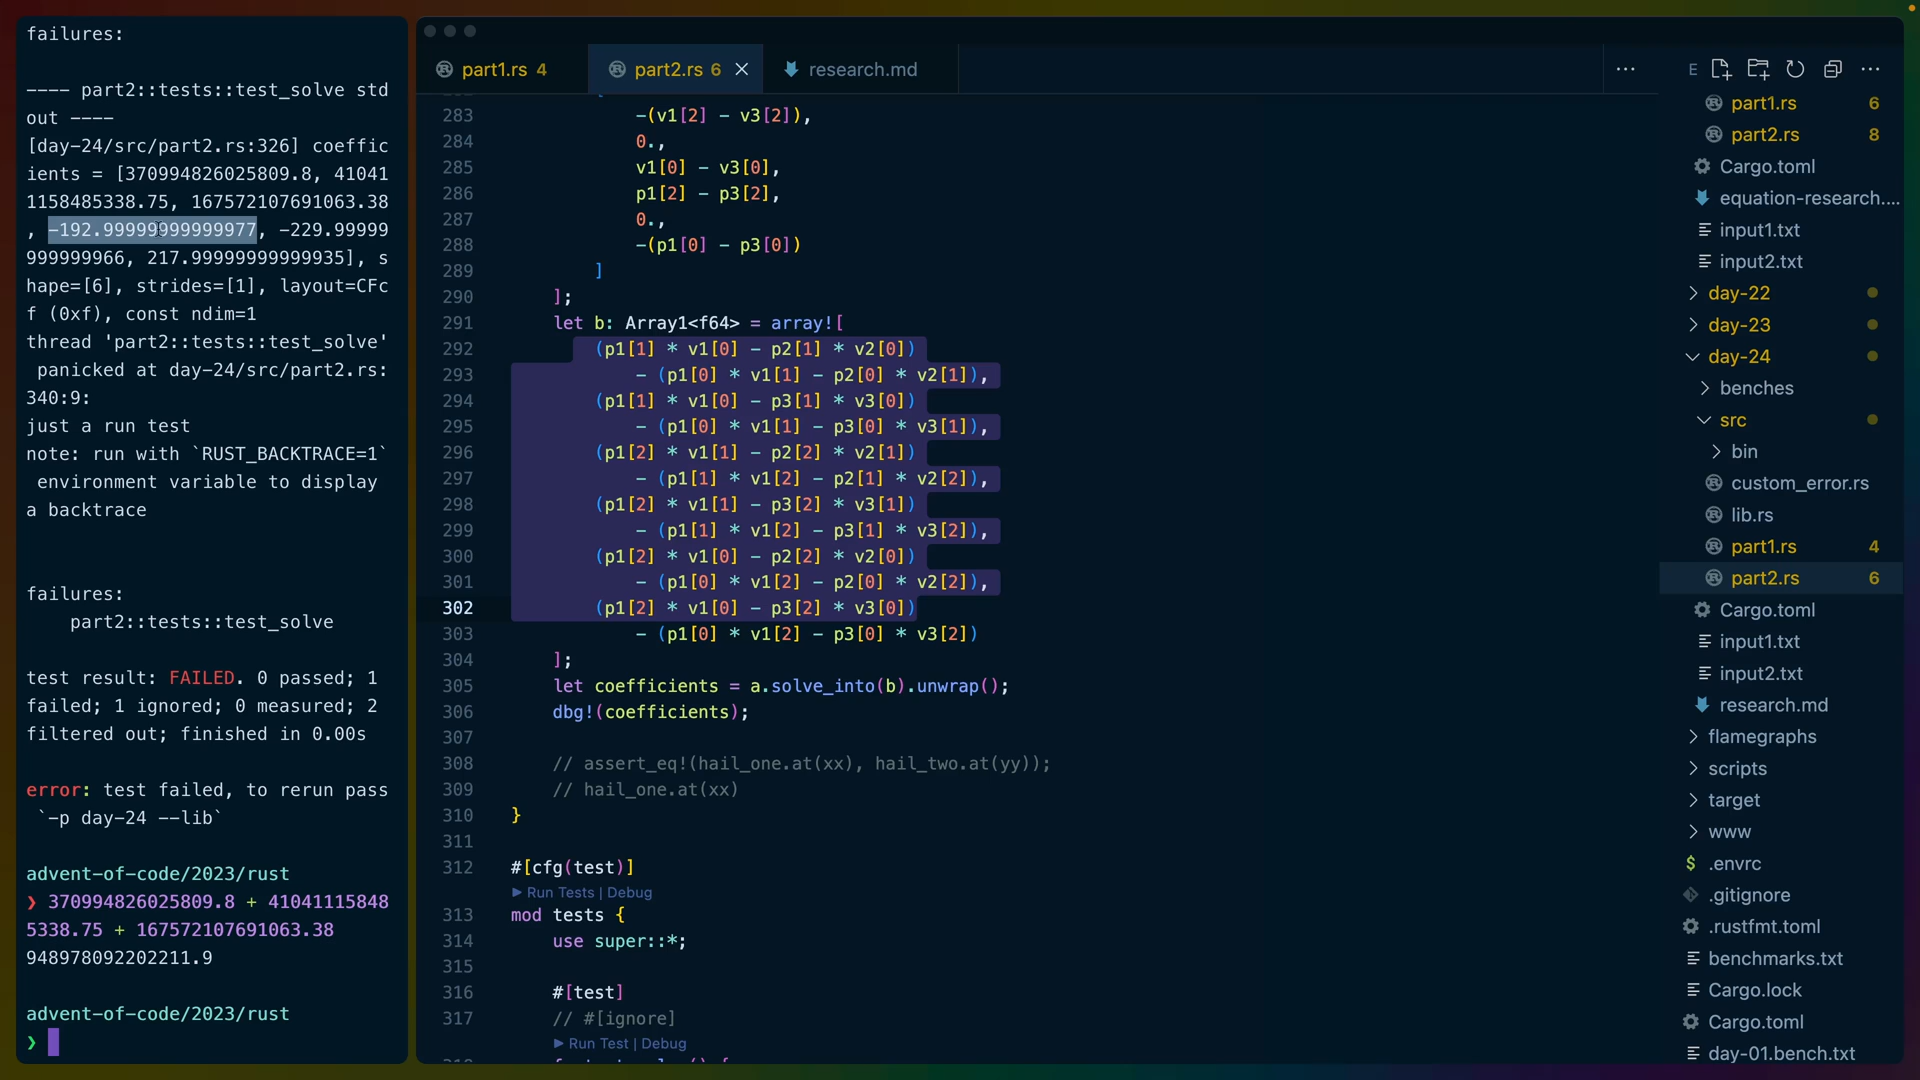 failures:
---- part2::tests::test_solve std
out ----
[day-24/src/part2.rs:326] coeffic
ients = [370994826025809.8, 41041
1158485338.75, 167572107691063.38
, -192.99999999999977, -229.99999
999999966, 217.99999999999935], s
hape=[6], strides=[1], layout=CFc
f (0xf), const ndim=1
thread 'part2::tests::test_solve'
panicked at day-24/src/part2.rs:
340:9:
just a run test
note: run with `RUST_BACKTRACE=1`
environment variable to display
a backtrace
failures:
part2::tests::test_solve
test result: FAILED. 0 passed; 1
failed; 1 ignored; 0 measured; 2
filtered out; finished in 0.00s
error: test failed, to rerun pass
`-p day-24 --lib`
advent-of-code/2023/rust
❯ 370994826025809.8 + 41041115848
5338.75 + 167572107691063.38
948978092202211.9
advent-of-code/2023/rust
❯
part1.rs 4
part2.rs 6
research.md
283 -(v1[2] - v3[2]),
284 0.,
285 v1[0] - v3[0],
286 p1[2] - p3[2],
287 0.,
288 -(p1[0] - p3[0])
289 ]
290 ];
291 let b: Array1<f64> = array![
292 (p1[1] * v1[0] - p2[1] * v2[0])
293 - (p1[0] * v1[1] - p2[0] * v2[1]),
294 (p1[1] * v1[0] - p3[1] * v3[0])
295 - (p1[0] * v1[1] - p3[0] * v3[1]),
296 (p1[2] * v1[1] - p2[2] * v2[1])
297 - (p1[1] * v1[2] - p2[1] * v2[2]),
298 (p1[2] * v1[1] - p3[2] * v3[1])
299 - (p1[1] * v1[2] - p3[1] * v3[2]),
300 (p1[2] * v1[0] - p2[2] * v2[0])
301 - (p1[0] * v1[2] - p2[0] * v2[2]),
302 (p1[2] * v1[0] - p3[2] * v3[0])
303 - (p1[0] * v1[2] - p3[0] * v3[2])
304 ];
305 let coefficients = a.solve_into(b).unwrap();
306 dbg!(coefficients);
307
308 // assert_eq!(hail_one.at(xx), hail_two.at(yy));
309 // hail_one.at(xx)
310 }
311
312 #[cfg(test)]
▶ Run Tests | Debug
313 mod tests {
314 use super::*;
315
316 #[test]
317 // #[ignore]
▶ Run Test | Debug
E
part1.rs 6
part2.rs 8
Cargo.toml
equation-research....
input1.txt
input2.txt
day-22
day-23
day-24
benches
src
bin
custom_error.rs
lib.rs
part1.rs 4
part2.rs 6
Cargo.toml
input1.txt
input2.txt
research.md
flamegraphs
scripts
target
www
.envrc
.gitignore
.rustfmt.toml
benchmarks.txt
Cargo.lock
Cargo.toml
day-01.bench.txt